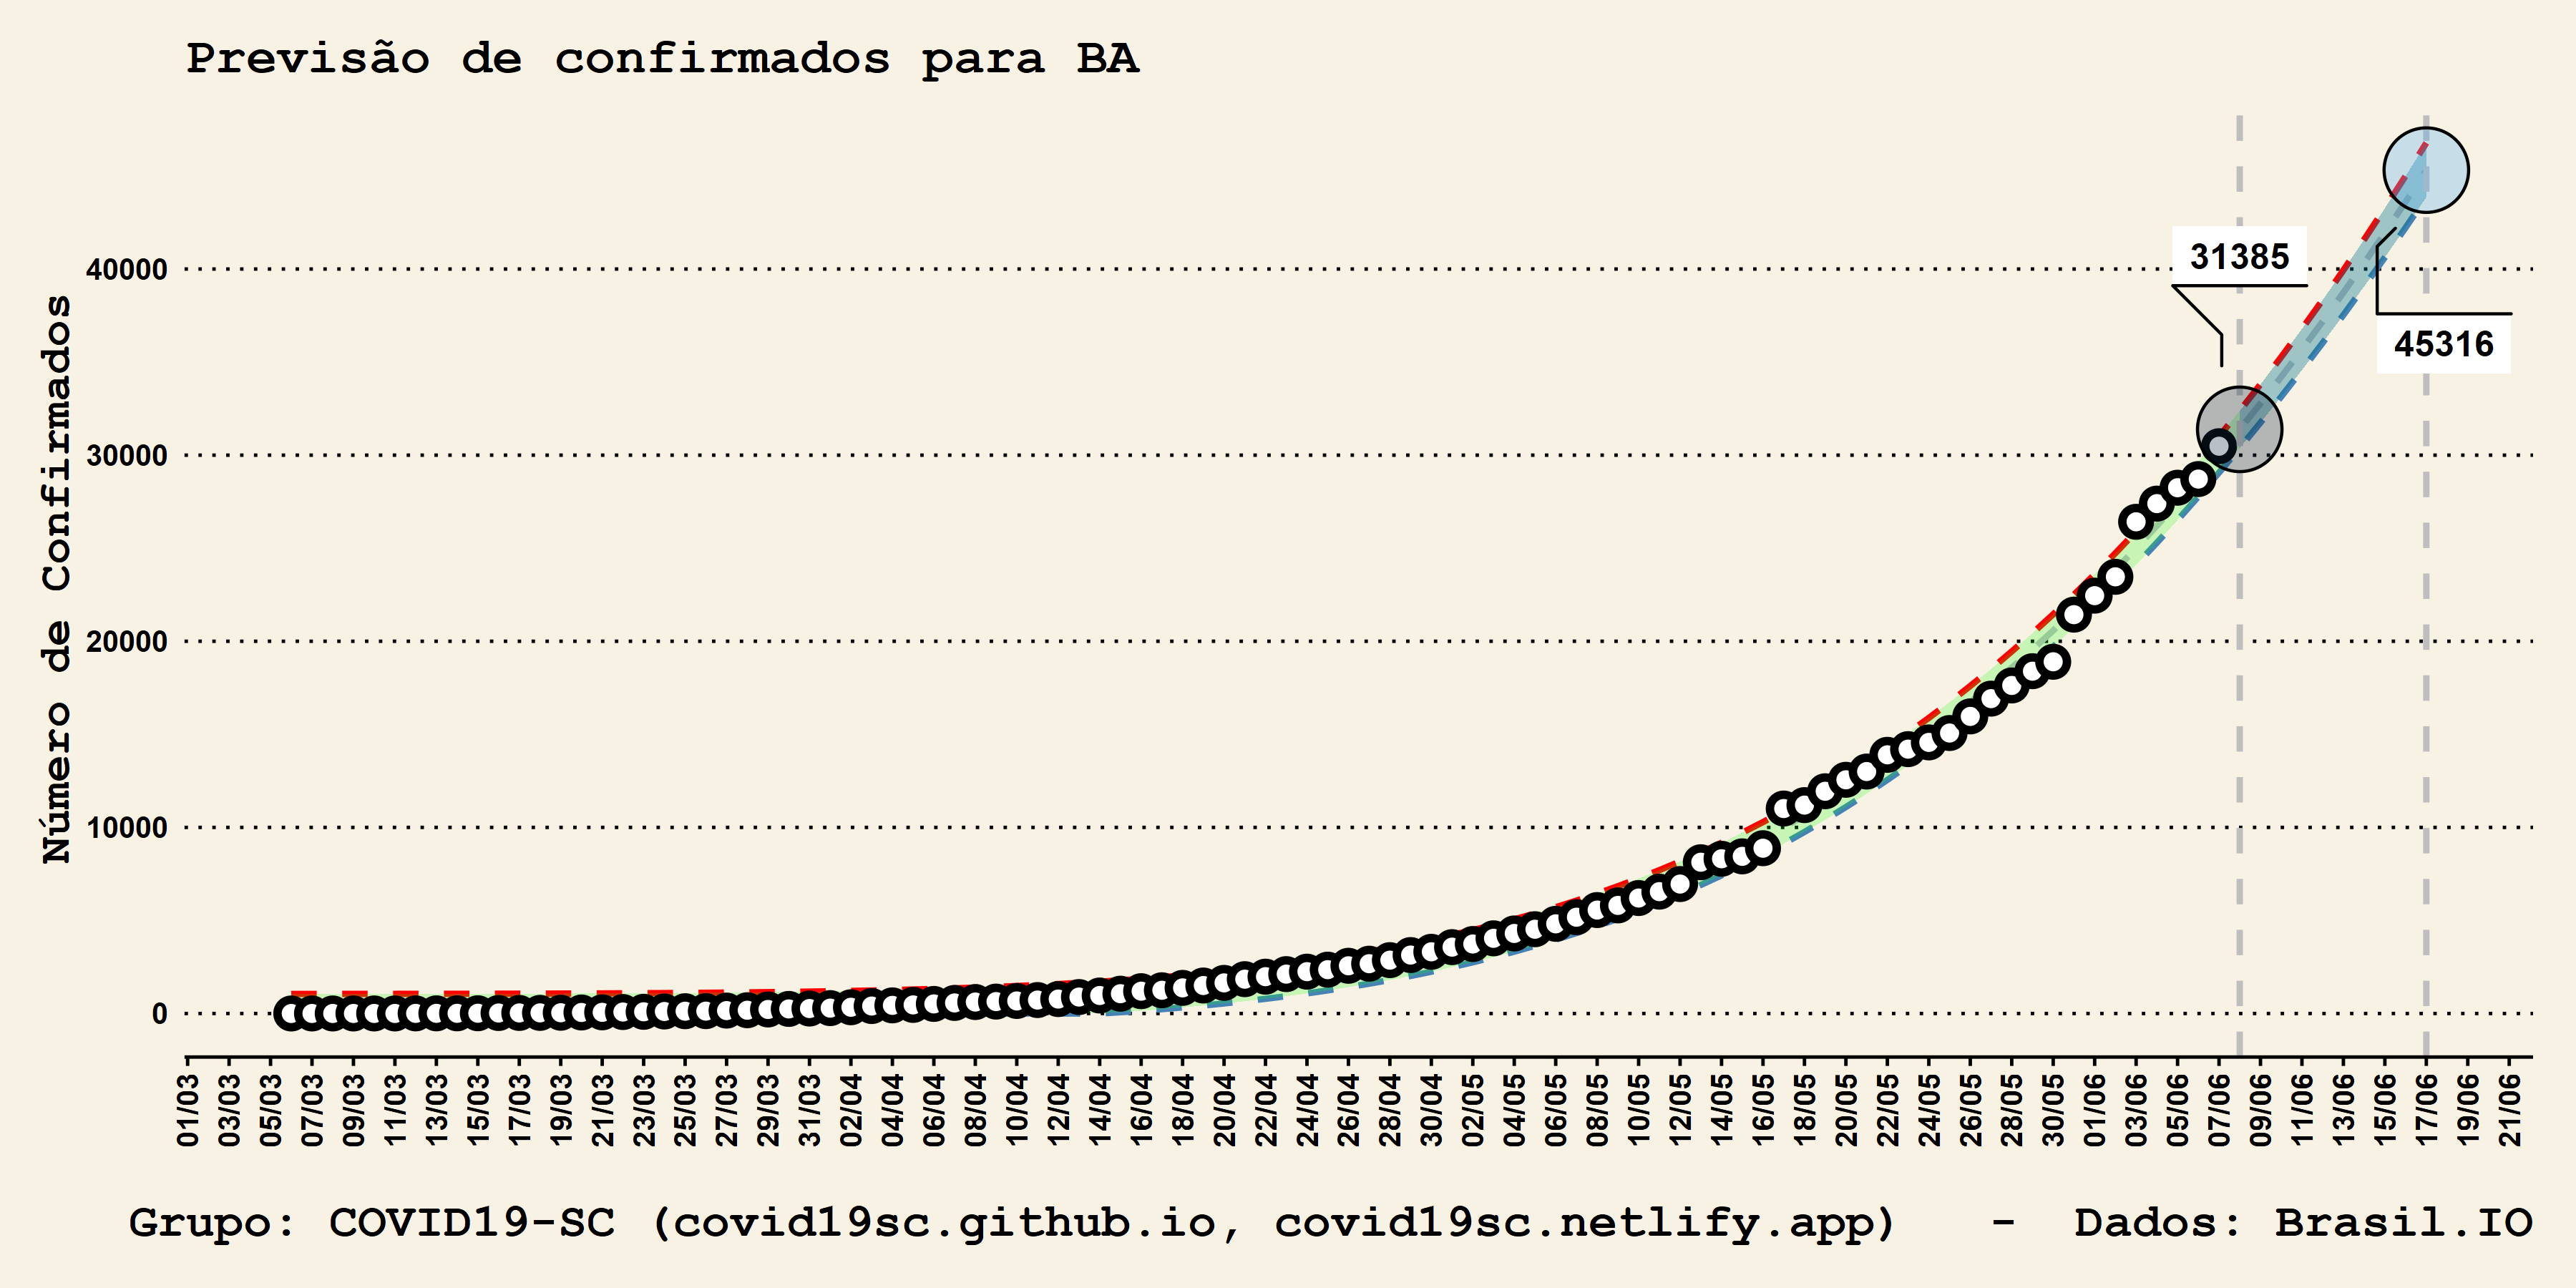 Previsão de confirmados para BA
Número de Confirmados
31385
45316
40000
30000
20000
10000
0
01/03 03/03 05/03 07/03 09/03 11/03 13/03 15/03 17/03 19/03 21/03 23/03 25/03 27/03 29/03 31/03 02/04 04/04 06/04 08/04 10/04 12/04 14/04 16/04 18/04 20/04 22/04 24/04 26/04 28/04 30/04 02/05 04/05 06/05 08/05 10/05 12/05 14/05 16/05 18/05 20/05 22/05 24/05 26/05 28/05 30/05 01/06 03/06 05/06 07/06 09/06 11/06 13/06 15/06 17/06 19/06 21/06
Grupo: COVID19-SC (covid19sc.github.io, covid19sc.netlify.app) - Dados: Brasil.IO